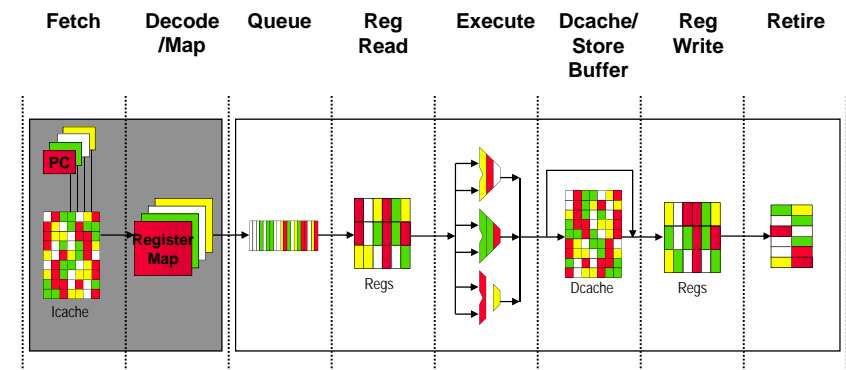 Fetch
Decode
/Map
Queue
Reg
Read
Execute
Dcache/
Store
Buffer
Reg
Write
Retire
PC
Register
Map
Icache
Regs
Dcache
Regs